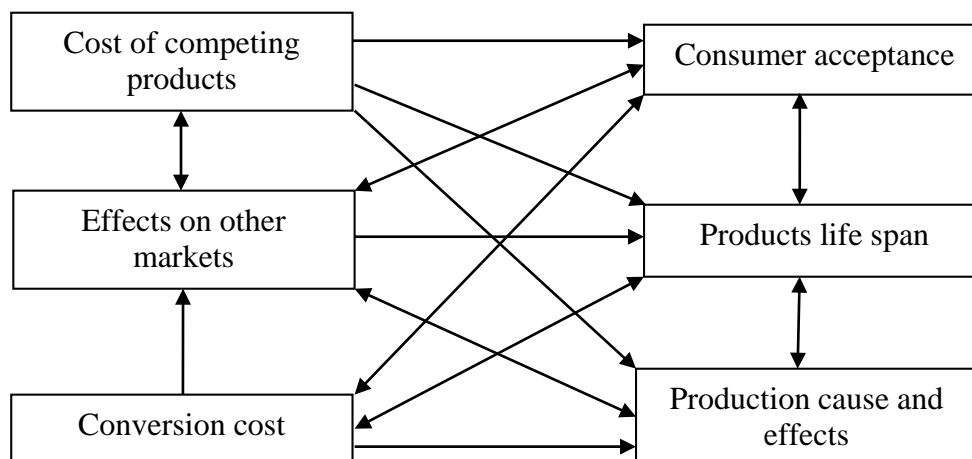 Cost of competing
products
Consumer acceptance
Effects on other
markets
Products life span
Conversion cost
Production cause and
effects